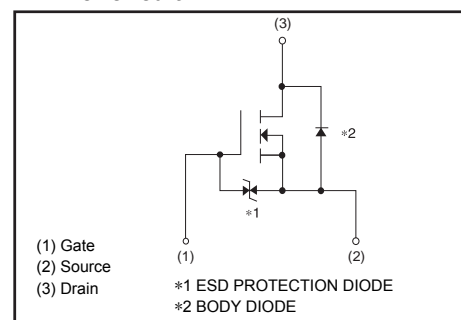 (3)
∗2
∗1
(1) Gate
(2) Source
(3) Drain
(1)
(2)
∗1 ESD PROTECTION DIODE
∗2 BODY DIODE